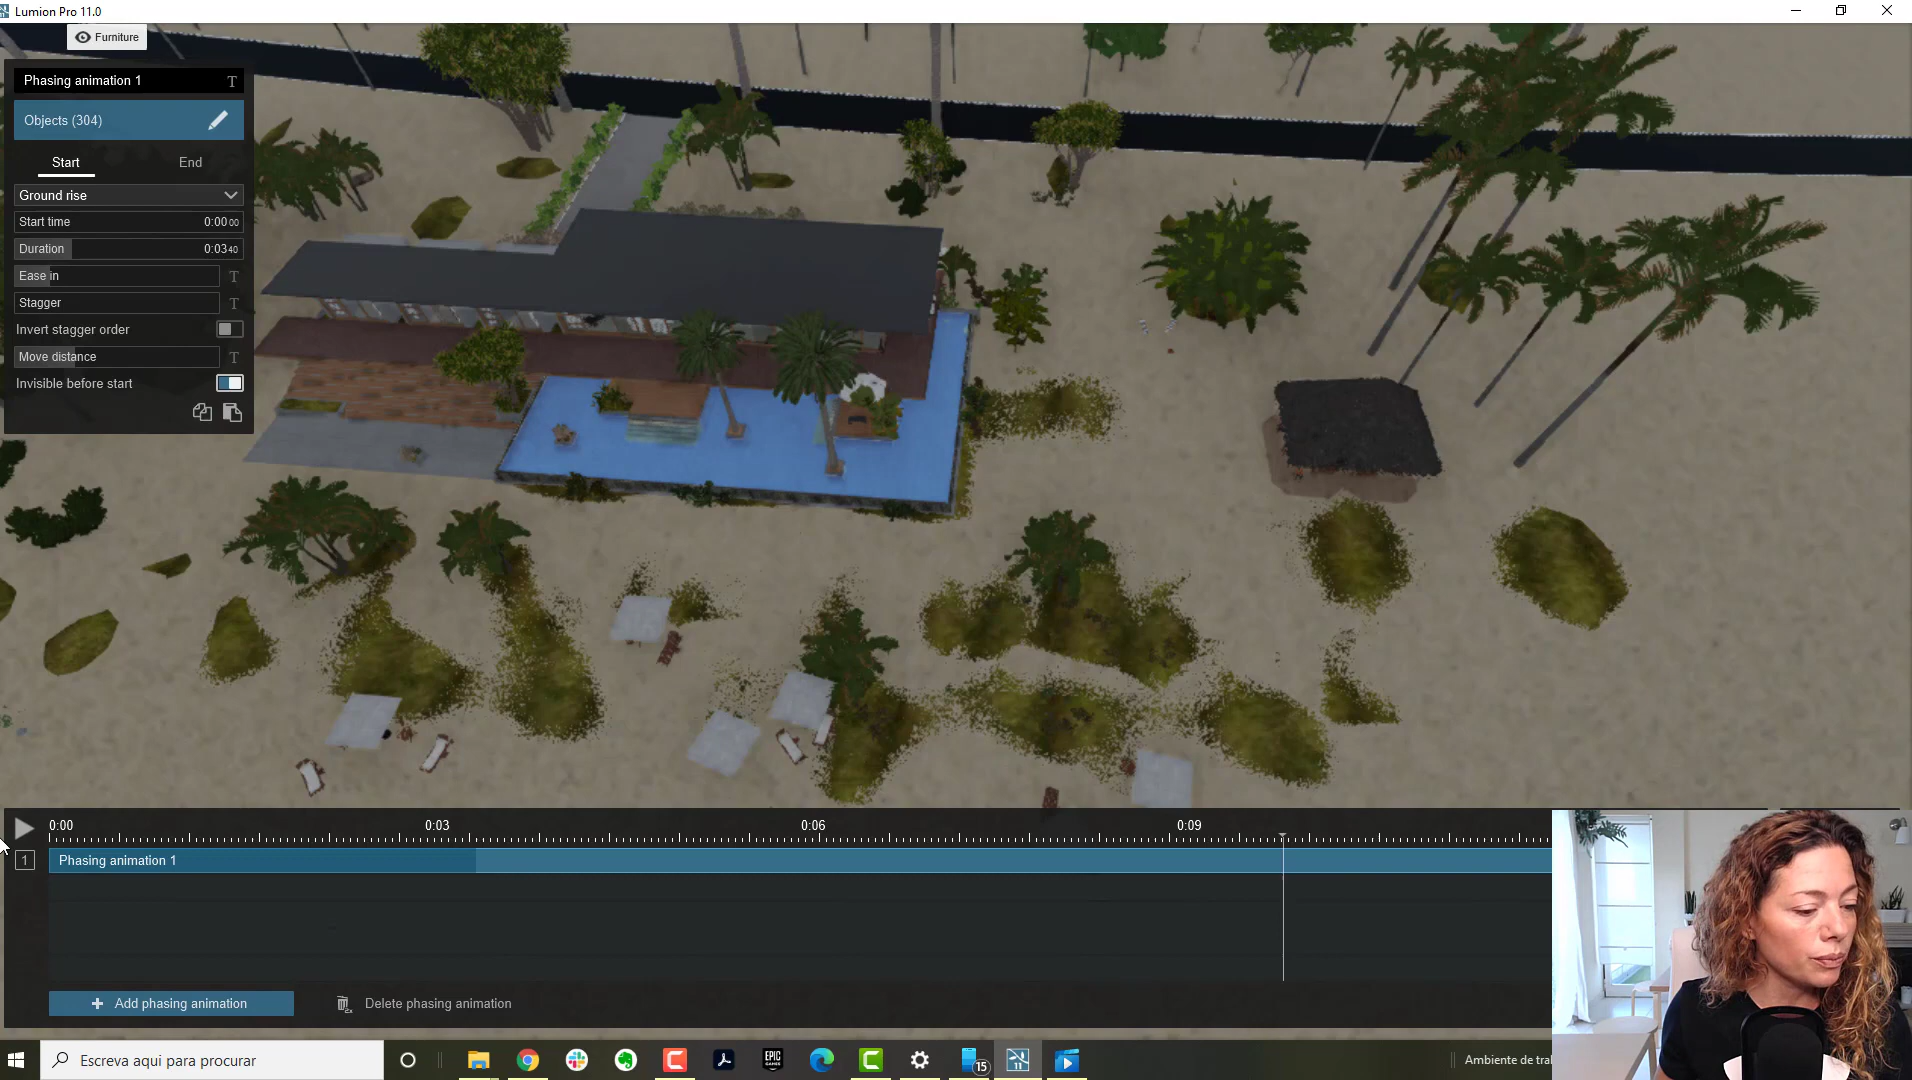 Lumion Pro 11.0
Furniture
Phasing animation 1
T
Objects (304)
Start
End
Ground rise
Start time
0:00 00
Duration
0:03 40
Ease in
T
Stagger
T
Invert stagger order
Move distance
T
Invisible before start
0:00
0:03
0:06
0:09
1
Phasing animation 1
Add phasing animation
Delete phasing animation
Escreva aqui para procurar
EPIC
GAMES
15
11
Ambiente de tral